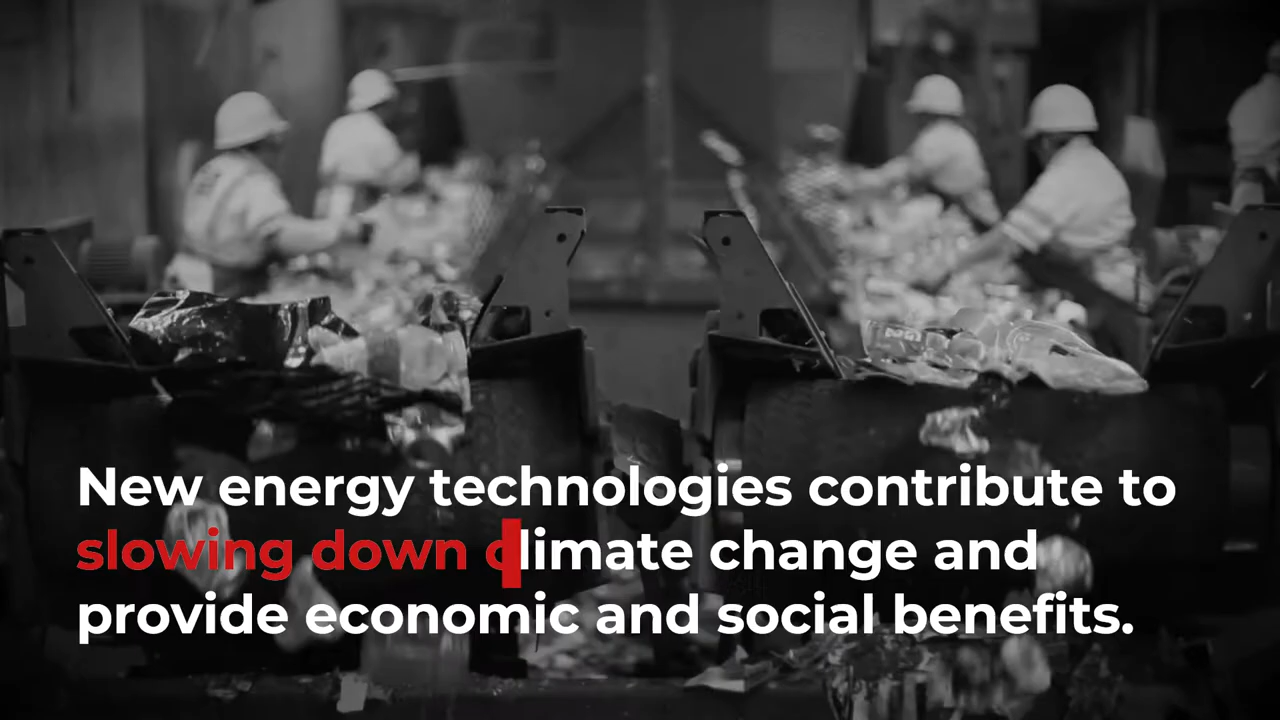 New energy technologies contribute to
slowing down climate change and
provide economic and social benefits.